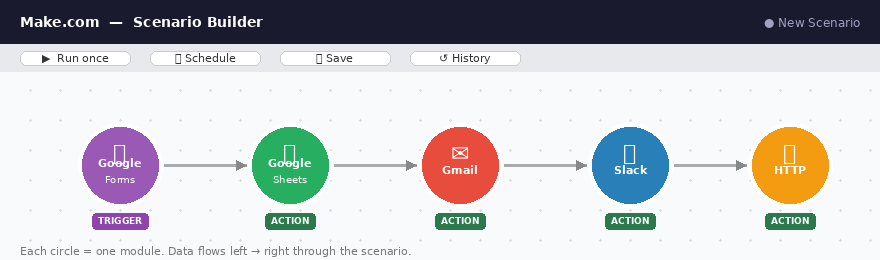 Make.com — Scenario Builder
● New Scenario
▶ Run once
Schedule
Save
↺ History
Google
Forms
Google
Sheets
Gmail
Slack
HTTP
TRIGGER
ACTION
ACTION
ACTION
ACTION
Each circle = one module. Data flows left → right through the scenario.